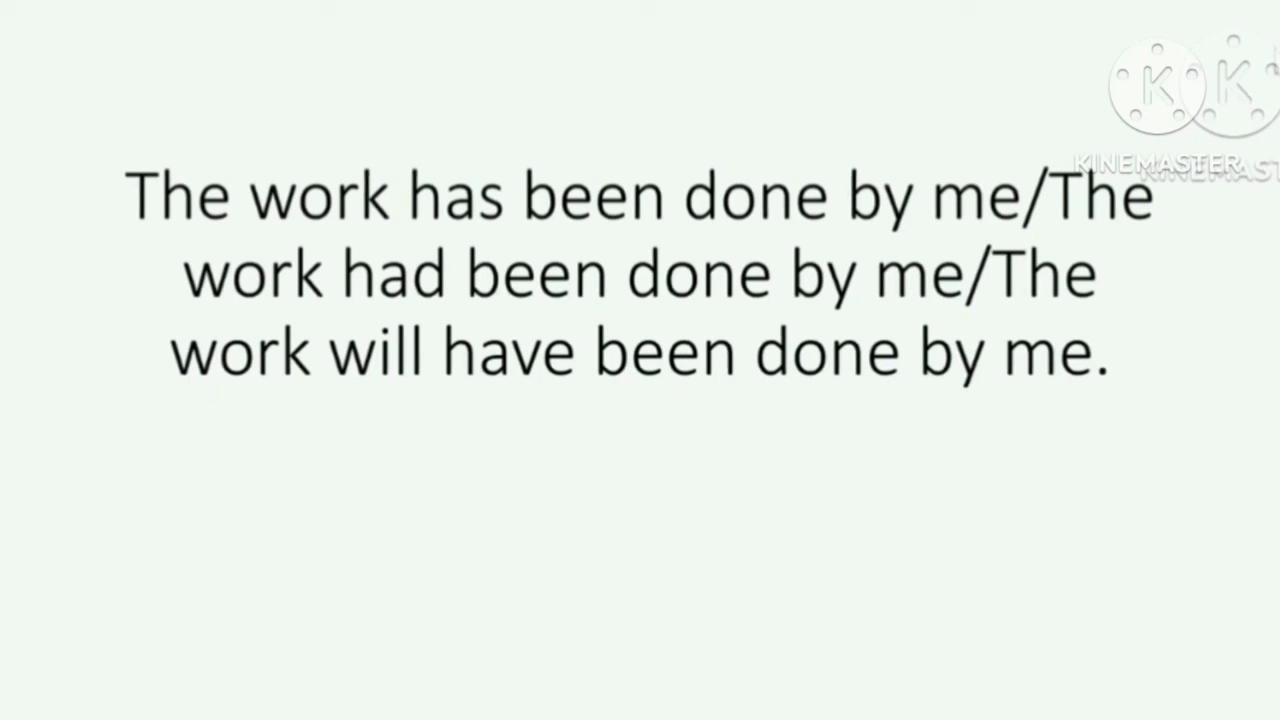 KINEMASTER
The work has been done by me/The
work had been done by me/The
work will have been done by me.